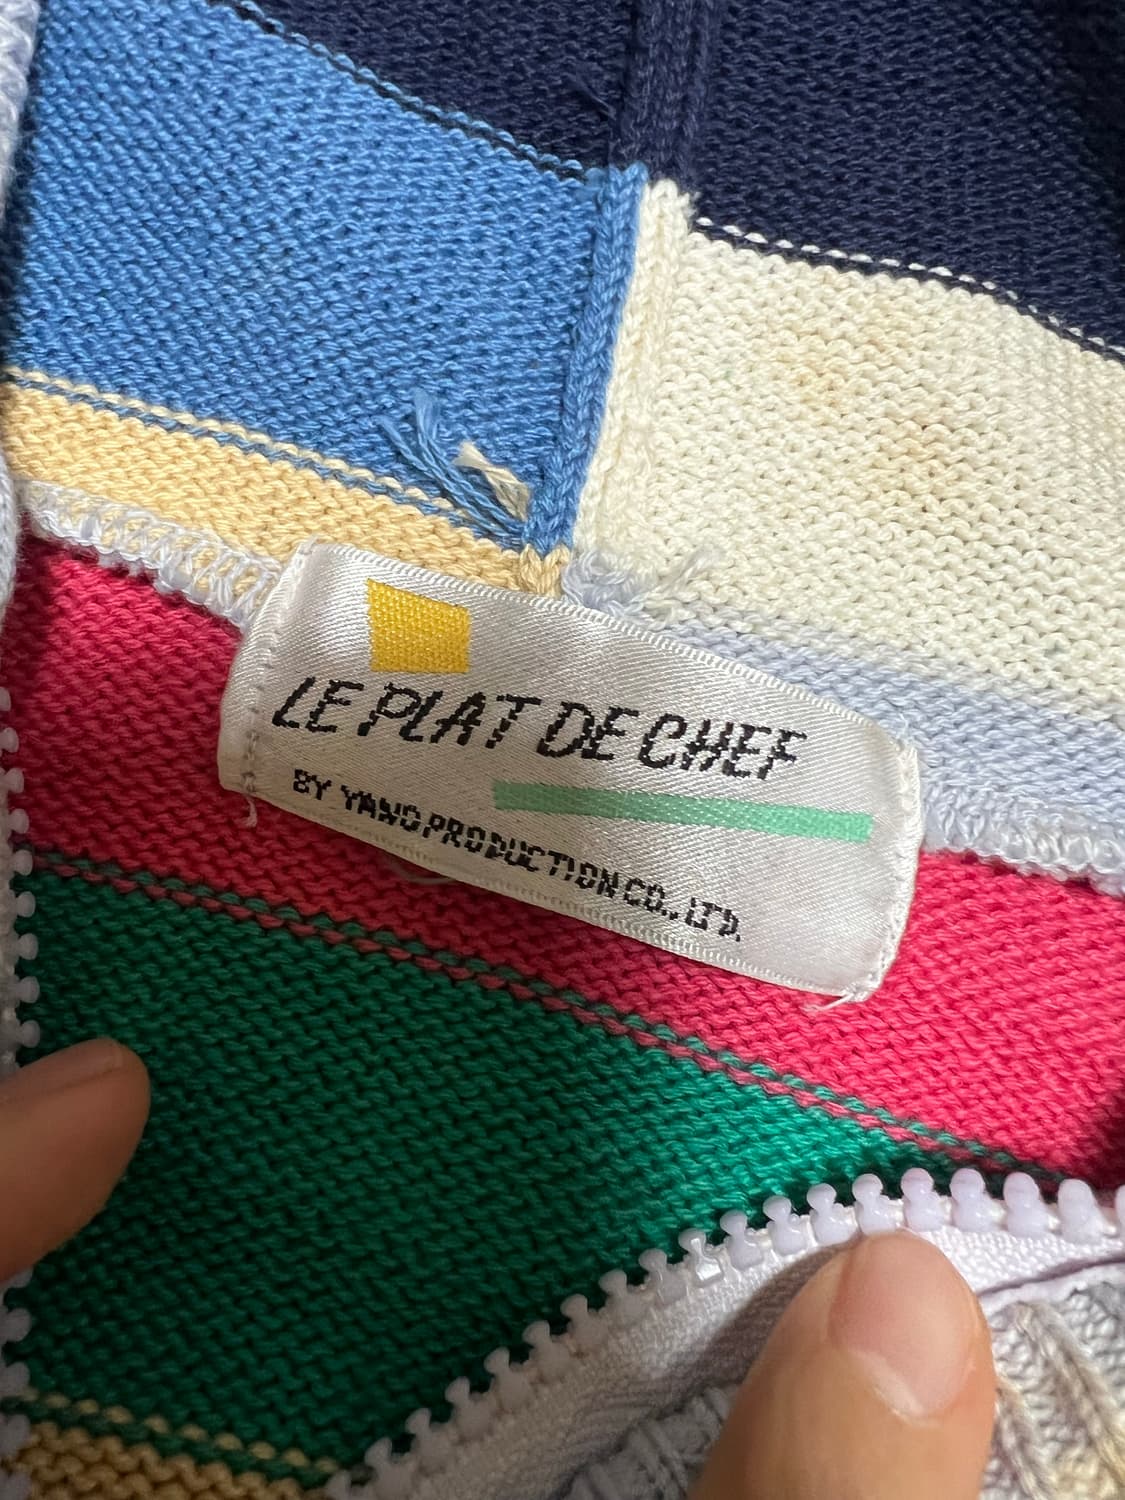 LE PLAT DE CHEF
BY YANO PRODUCTION CO., LTD.